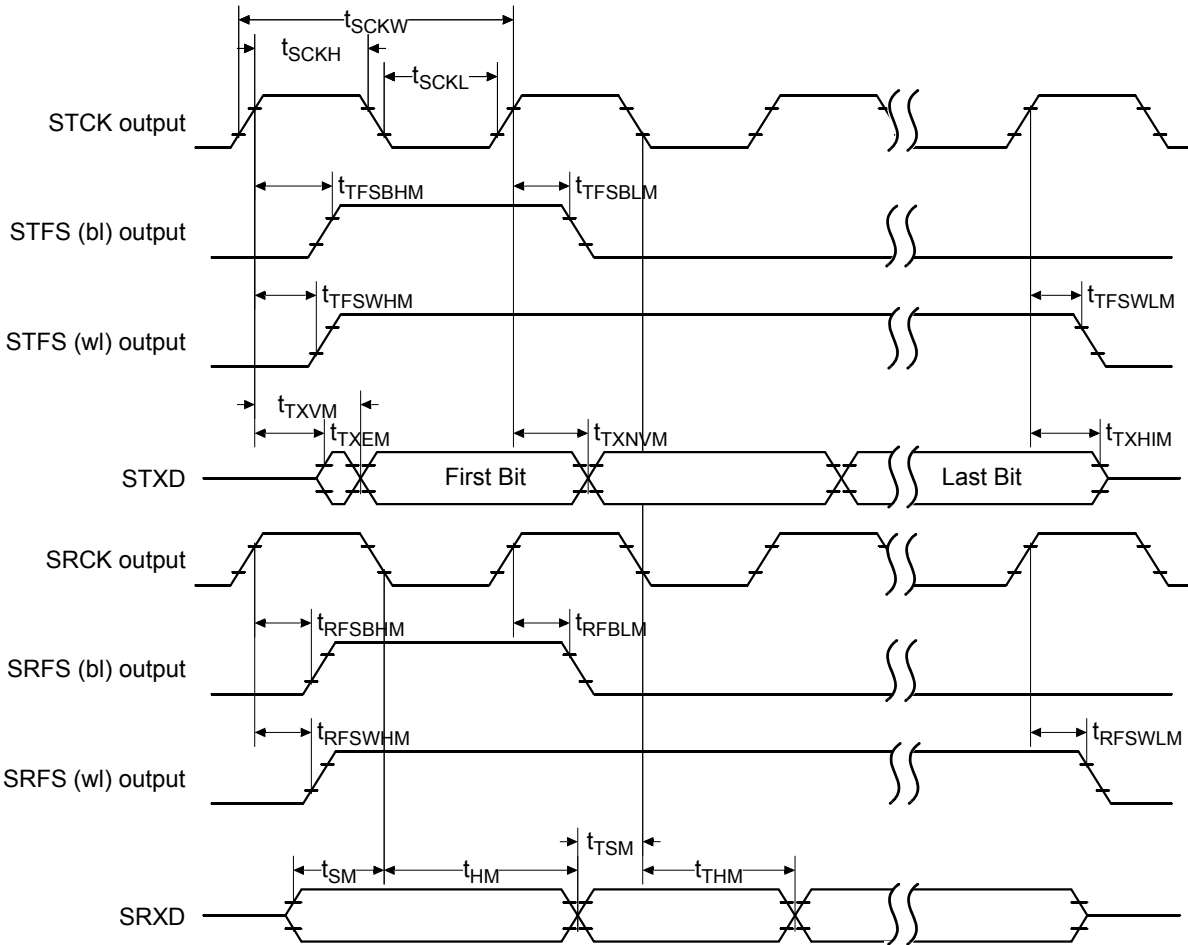 tSCKW
tSCKH
tSCKL
STCK output
tTFSBHM
tTFSBLM
STFS (bl) output
tTFSWHM
tTFSWLM
STFS (wl) output
tTXVM
tTXEM
tTXNVM
tTXHIM
STXD
First Bit
Last Bit
SRCK output
tRFSBHM
tRFBLM
SRFS (bl) output
tRFSWHM
tRFSWLM
SRFS (wl) output
tTSM
tSM
tHM
tTHM
SRXD